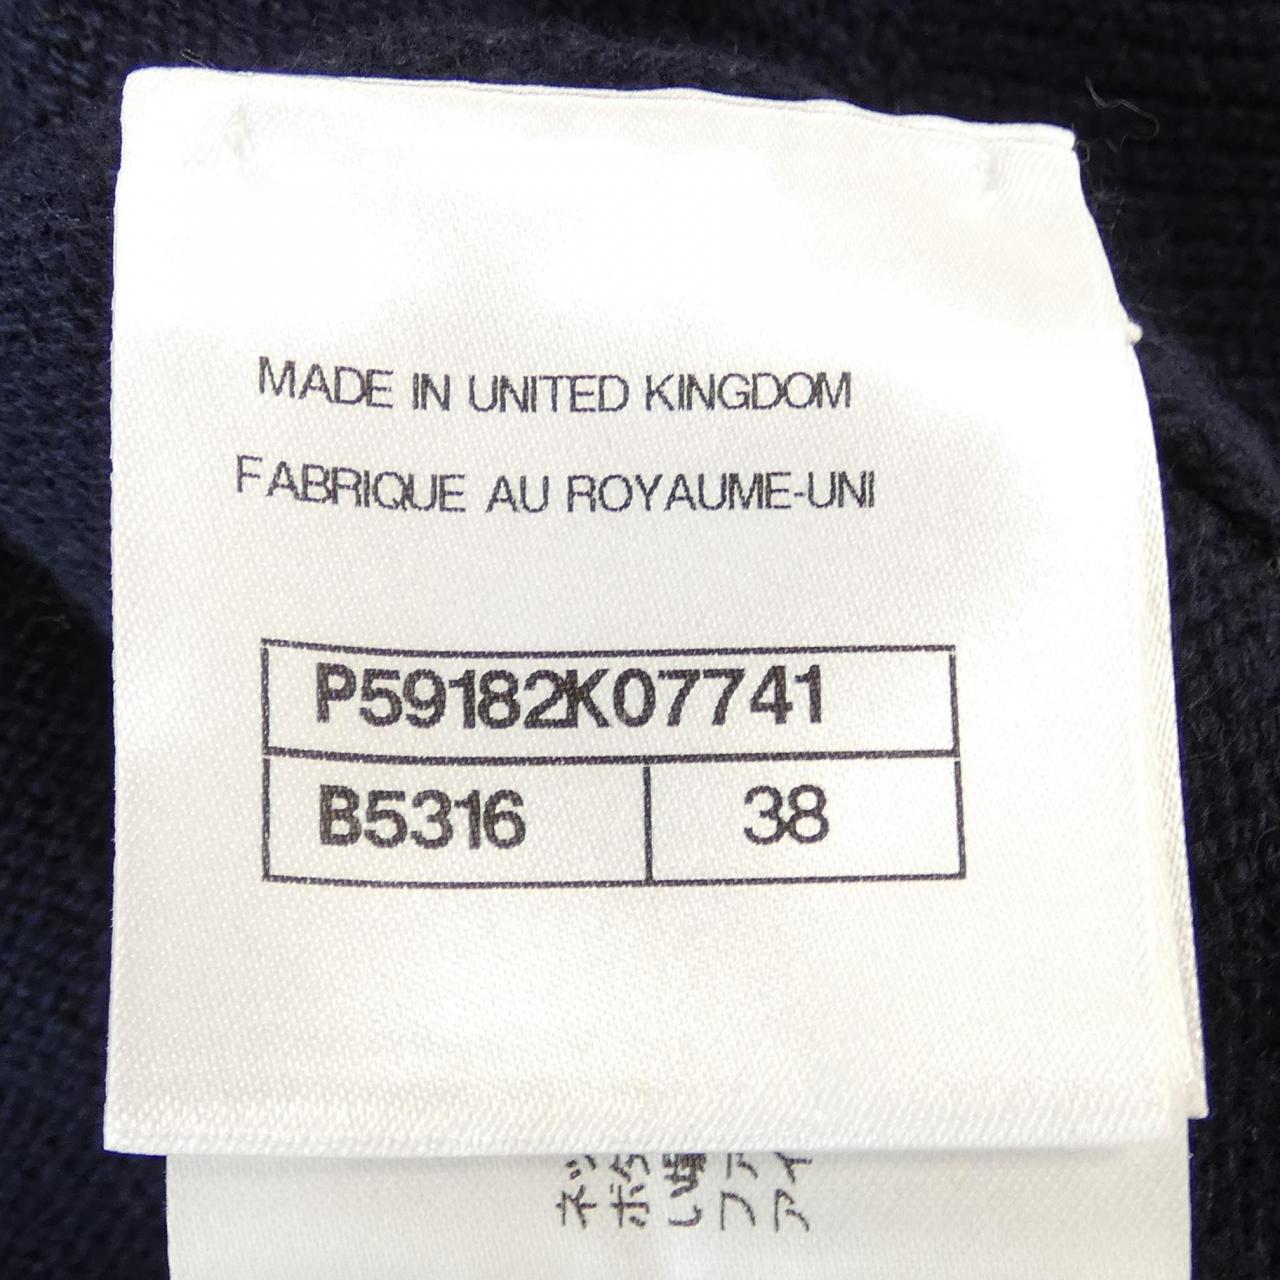 MADE IN UNITED KINGDOM
FABRIQUE AU ROYAUME-UNI
P59182K07741
B5316 38